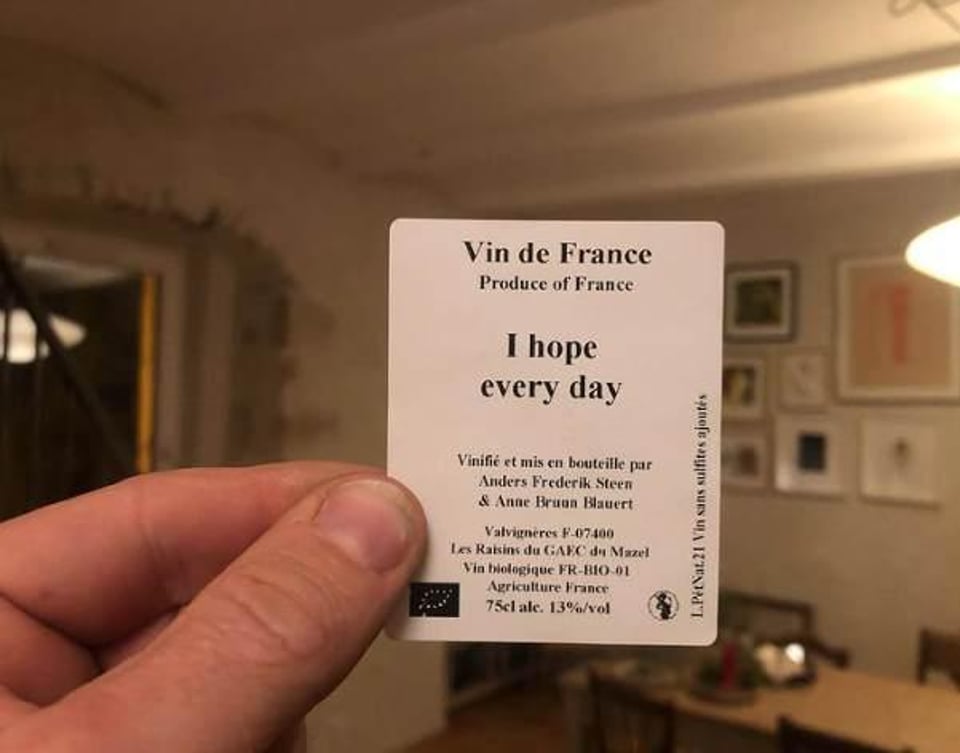 Vin de France
Produce of France
I hope
every day
Vinifié et mis en bouteille par
Anders Frederik Steen
& Anne Bruun Blauert
Valvignères F-07400
Les Raisins du GAEC du Mazel
Vin biologique FR-BIO-01
Agriculture France
75cl alc. 13%/vol
L.PétNat.21 Vin sans sulfites ajoutés